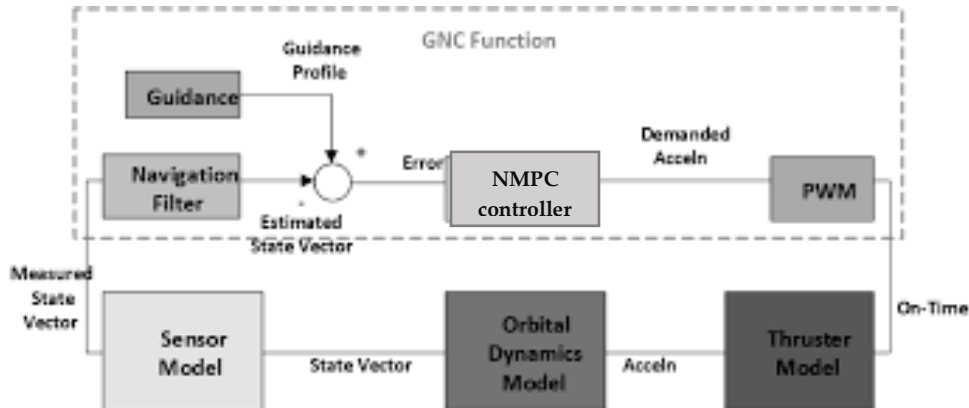 GNC Function
Guidance
Profile
Guidance
+
Demanded
Acceln
Error
Navigation
Filter
NMPC
controller
PWM
-
Estimated
State Vector
Measured
State
Vector
On-Time
Sensor
Model
State Vector
Orbital
Dynamics
Model
Acceln
Thruster
Model